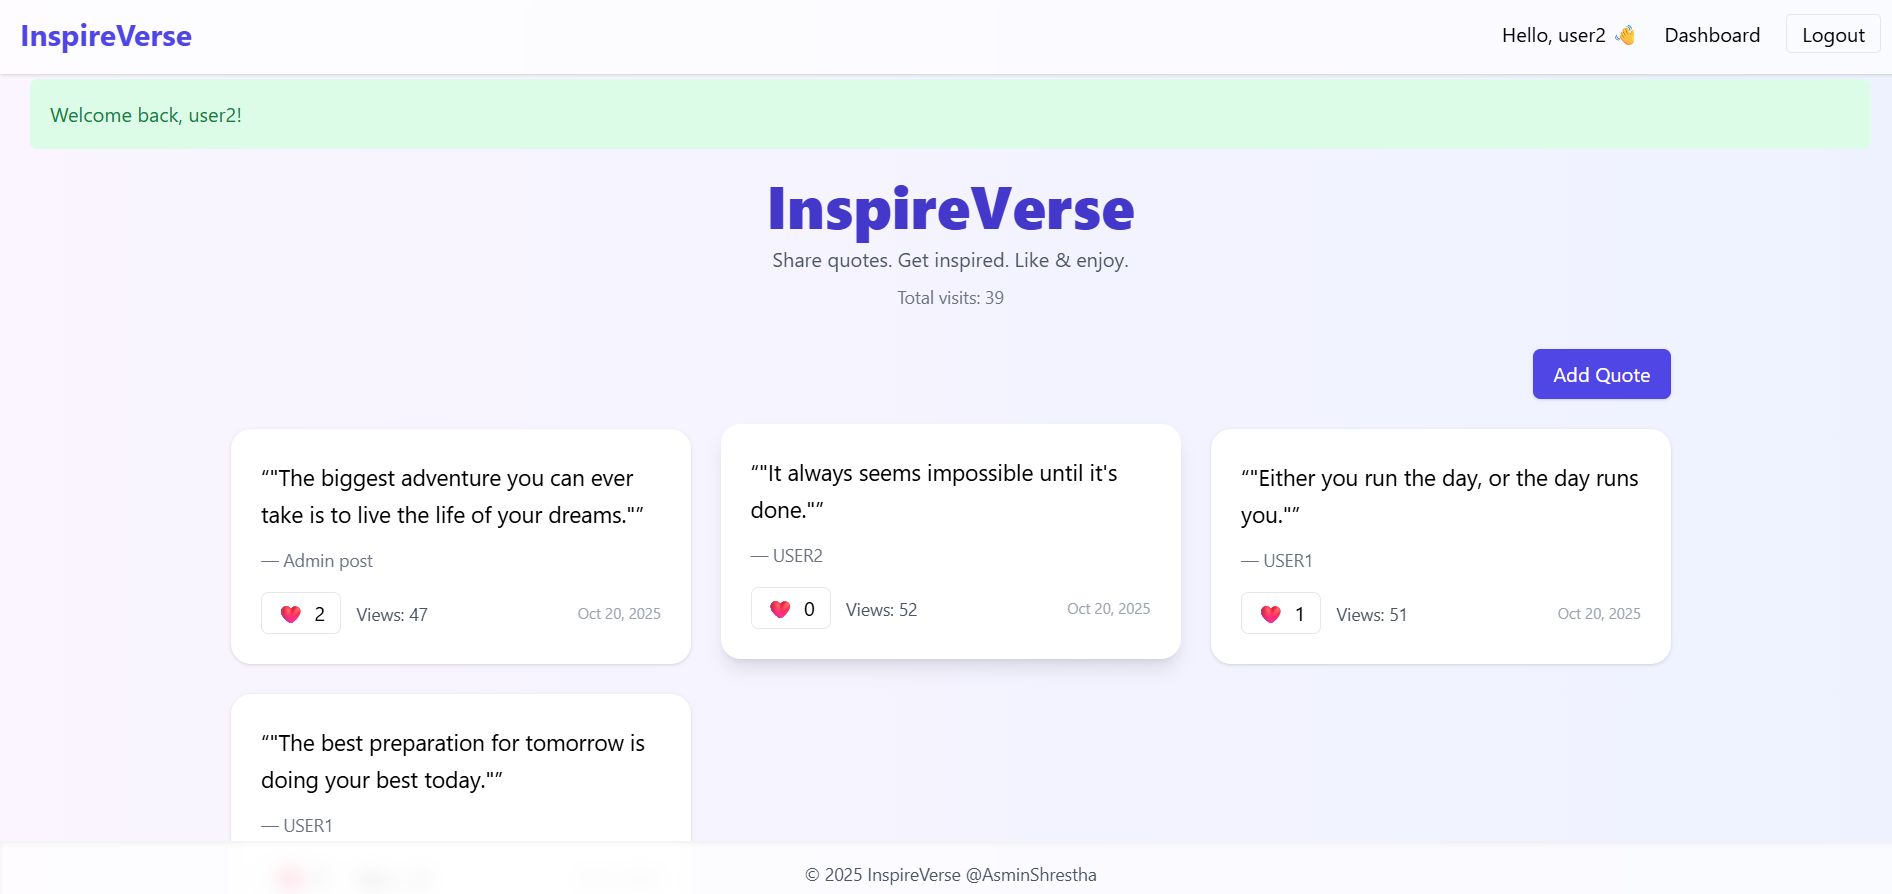 InspireVerse
Hello, user2 👋 Dashboard Logout
Welcome back, user2!
InspireVerse
Share quotes. Get inspired. Like & enjoy.
Total visits: 39
Add Quote
“"The biggest adventure you can ever
take is to live the life of your dreams."”
— Admin post
❤️ 2 Views: 47 Oct 20, 2025
“"It always seems impossible until it's
done."”
— USER2
❤️ 0 Views: 52 Oct 20, 2025
“"Either you run the day, or the day runs
you."”
— USER1
❤️ 1 Views: 51 Oct 20, 2025
“"The best preparation for tomorrow is
doing your best today."”
— USER1
© 2025 InspireVerse @AsminShrestha